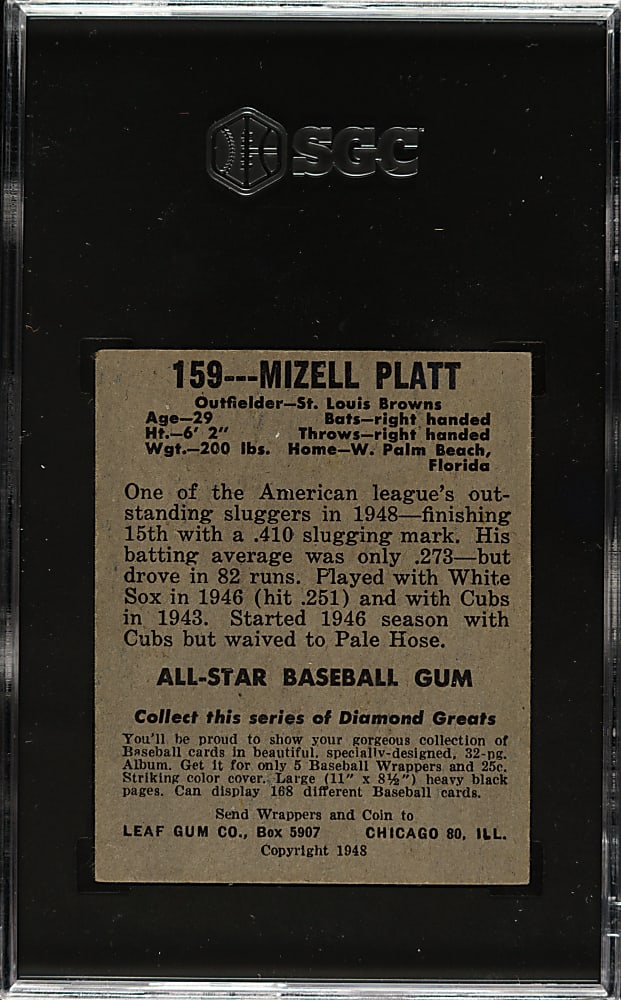 SGC
159---MIZELL PLATT
Outfielder—St. Louis Browns
Age—29 Bats—right handed
Ht.—6' 2" Throws—right handed
Wgt.—200 lbs. Home—W. Palm Beach,
Florida
One of the American league's out-
standing sluggers in 1948—finishing
15th with a .410 slugging mark. His
batting average was only .273—but
drove in 82 runs. Played with White
Sox in 1946 (hit .251) and with Cubs
in 1943. Started 1946 season with
Cubs but waived to Pale Hose.
ALL-STAR BASEBALL GUM
Collect this series of Diamond Greats
You'll be proud to show your gorgeous collection of
Baseball cards in beautiful, specially-designed, 32-pg.
Album. Get it for only 5 Baseball Wrappers and 25c.
Striking color cover. Large (11" x 8½") heavy black
pages. Can display 168 different Baseball cards.
Send Wrappers and Coin to
LEAF GUM CO., Box 5907 CHICAGO 80, ILL.
Copyright 1948